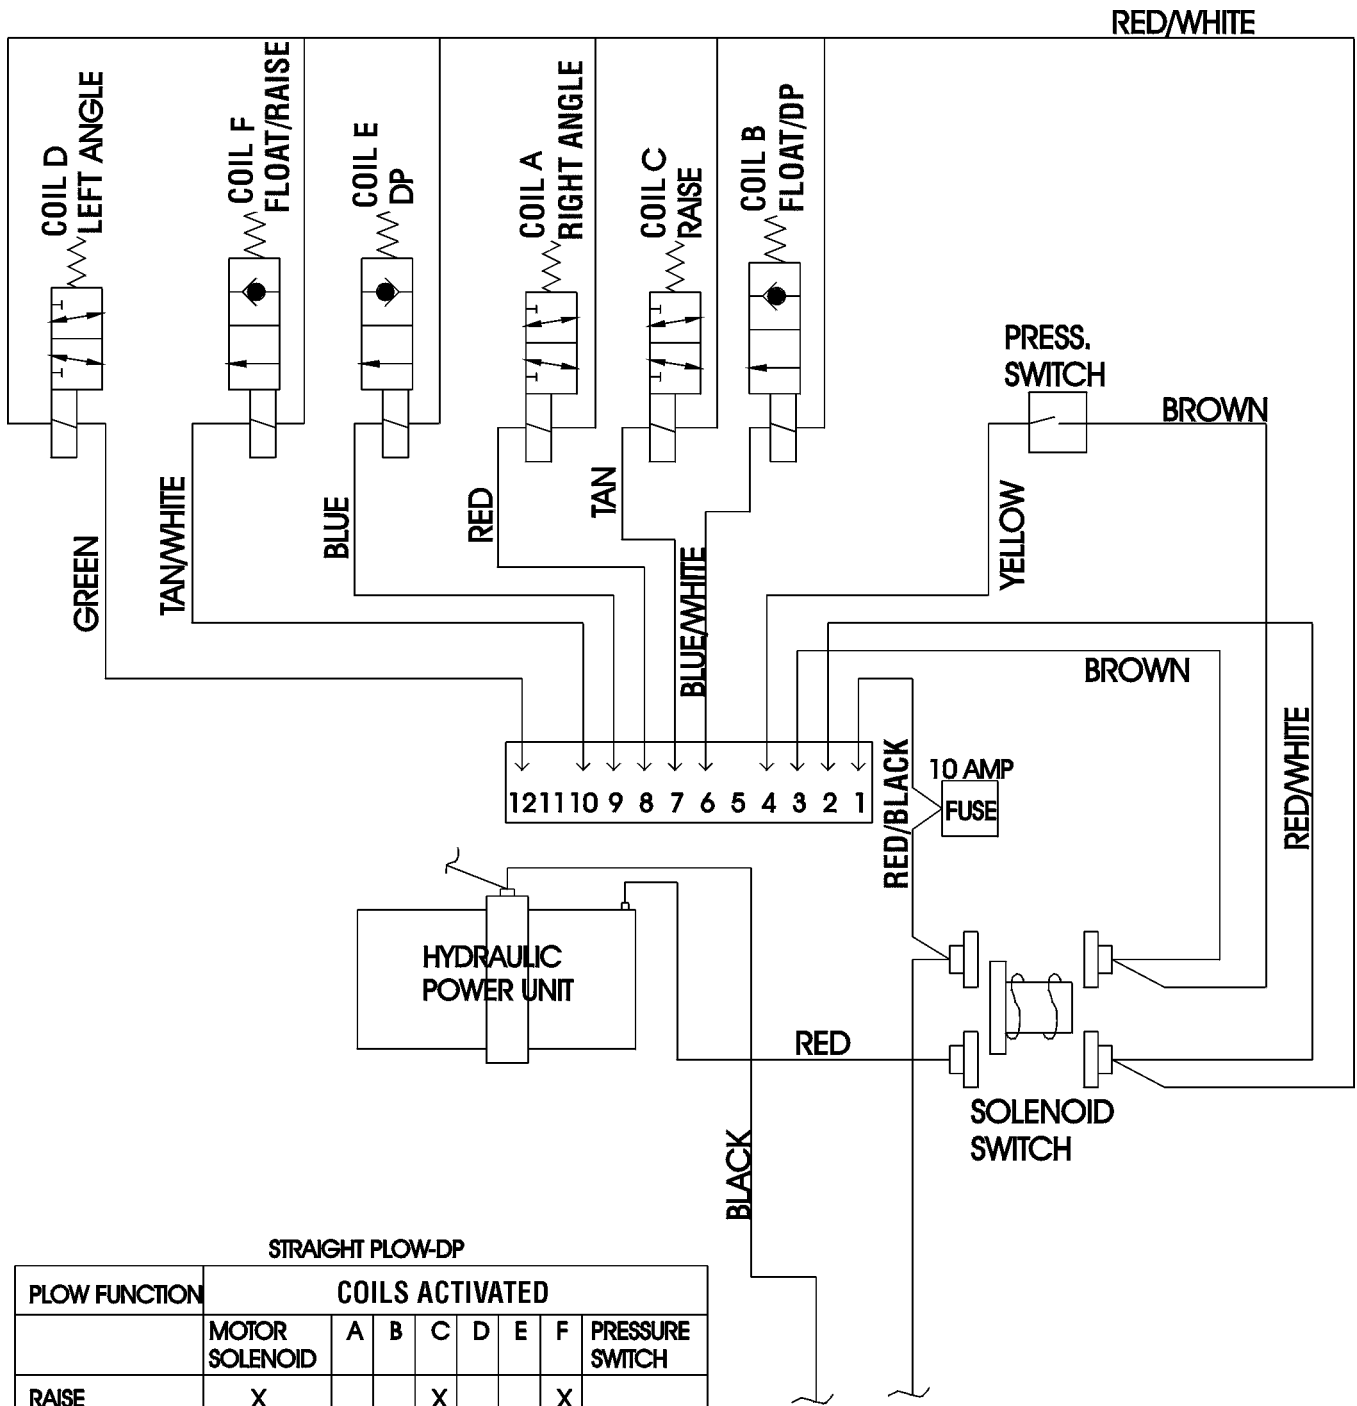 RED/WHITE
COIL D
LEFT ANGLE
COIL F
FLOAT/RAISE
COIL E
DP
COIL A
RIGHT ANGLE
COIL C
RAISE
COIL B
FLOAT/DP
PRESS.
SWITCH
BROWN
GREEN
TAN/WHITE
BLUE
RED
TAN
BLUE/WHITE
YELLOW
BROWN
RED/WHITE
RED/BLACK
10 AMP
FUSE
12 11 10 9 8 7 6 5 4 3 2 1
HYDRAULIC
POWER UNIT
RED
BLACK
SOLENOID
SWITCH
STRAIGHT PLOW-DP
PLOW FUNCTION COILS ACTIVATED
MOTOR SOLENOID A B C D E F PRESSURE SWITCH
RAISE X X X